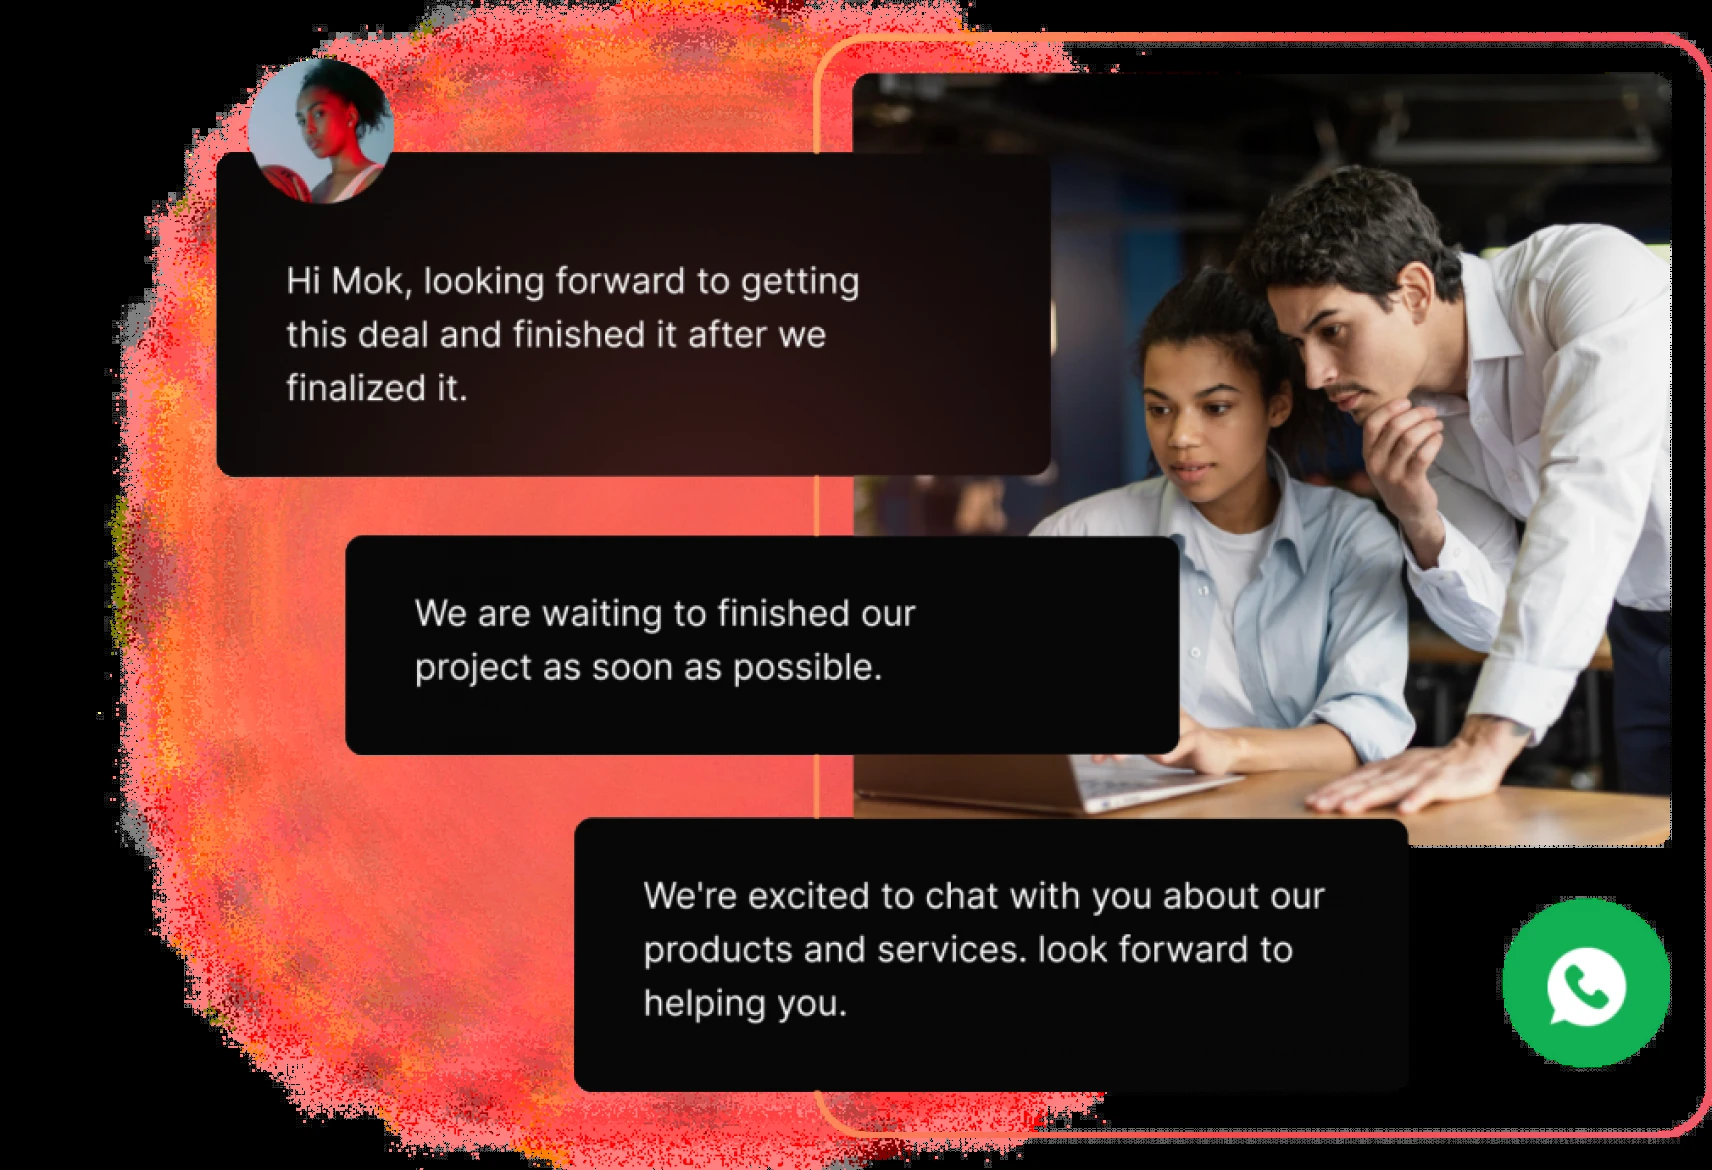 Hi Mok, looking forward to getting
this deal and finished it after we
finalized it.
We are waiting to finished our
project as soon as possible.
We're excited to chat with you about our
products and services. look forward to
helping you.